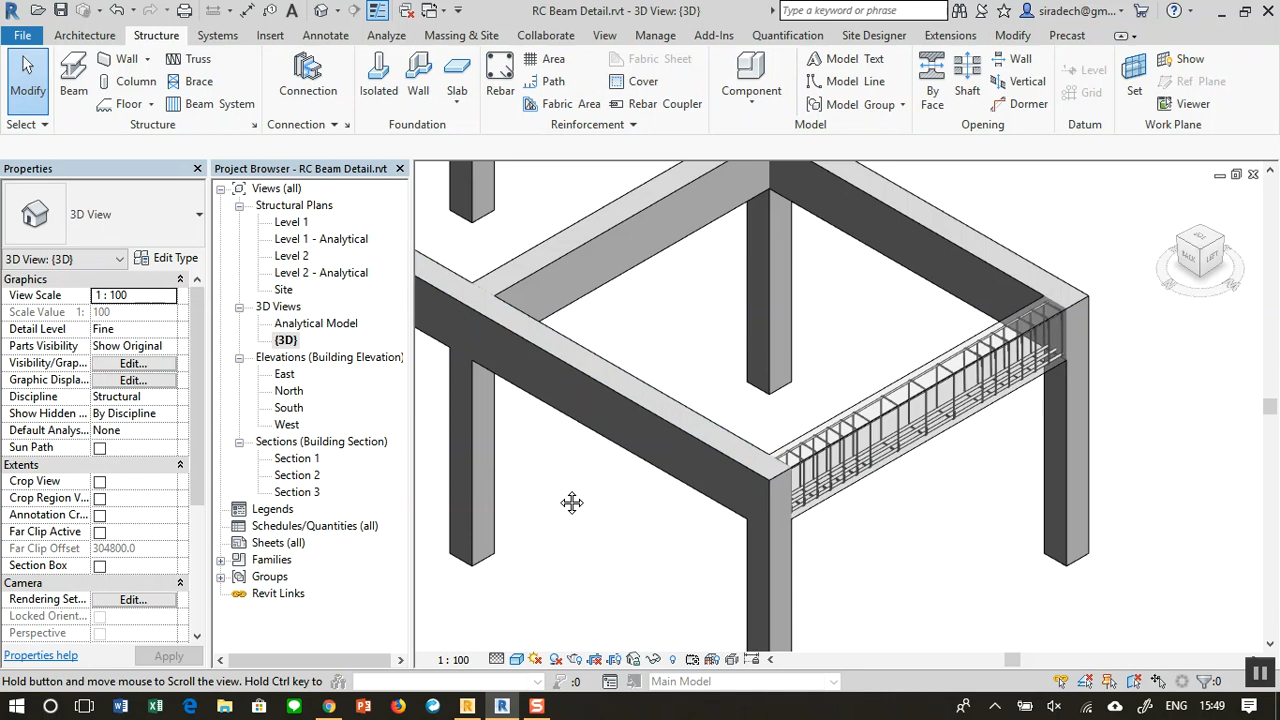 RC Beam Detail.rvt - 3D View: {3D}
Type a keyword or phrase
siradech@gm...
File
Architecture
Structure
Systems
Insert
Annotate
Analyze
Massing & Site
Collaborate
View
Manage
Add-Ins
Quantification
Site Designer
Extensions
Modify
Precast
Modify
Beam
Wall
Column
Floor
Truss
Brace
Beam System
Connection
Isolated
Wall
Slab
Rebar
Area
Path
Fabric Area
Fabric Sheet
Cover
Rebar Coupler
Component
Model Text
Model Line
Model Group
By
Face
Shaft
Wall
Vertical
Dormer
Level
Grid
Set
Show
Ref Plane
Viewer
Select
Structure
Connection
Foundation
Reinforcement
Model
Opening
Datum
Work Plane
Properties
3D View
3D View: {3D}
Edit Type
Graphics
View Scale 1 : 100
Scale Value 1: 100
Detail Level Fine
Parts Visibility Show Original
Visibility/Grap... Edit...
Graphic Displa... Edit...
Discipline Structural
Show Hidden ... By Discipline
Default Analys... None
Sun Path
Extents
Crop View
Crop Region V...
Annotation Cr...
Far Clip Active
Far Clip Offset 304800.0
Section Box
Camera
Rendering Set... Edit...
Locked Orient...
Perspective
Properties help
Apply
Project Browser - RC Beam Detail.rvt
Views (all)
Structural Plans
Level 1
Level 1 - Analytical
Level 2
Level 2 - Analytical
Site
3D Views
Analytical Model
{3D}
Elevations (Building Elevation)
East
North
South
West
Sections (Building Section)
Section 1
Section 2
Section 3
Legends
Schedules/Quantities (all)
Sheets (all)
Families
Groups
Revit Links
BACK
LEFT
1 : 100
Hold button and move mouse to Scroll the view. Hold Ctrl key to
:0
Main Model
:0
ENG
15:49